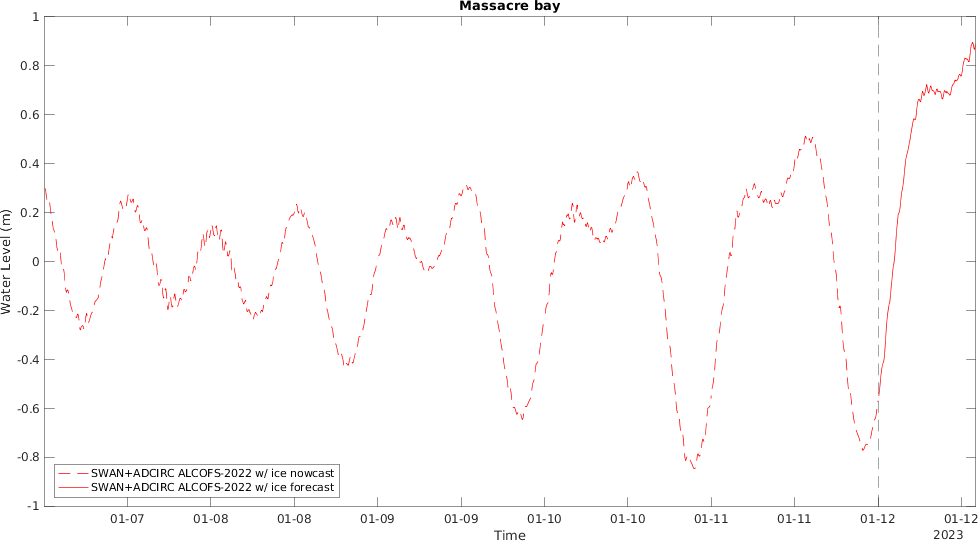 Massacre bay
1
0.8
0.6
0.4
0.2
0
-0.2
-0.4
-0.6
-0.8
-1
Water Level (m)
SWAN+ADCIRC ALCOFS-2022 w/ ice nowcast
SWAN+ADCIRC ALCOFS-2022 w/ ice forecast
01-07 01-08 01-08 01-09 01-09 01-10 01-10 01-11 01-11 01-12 01-12
Time
2023